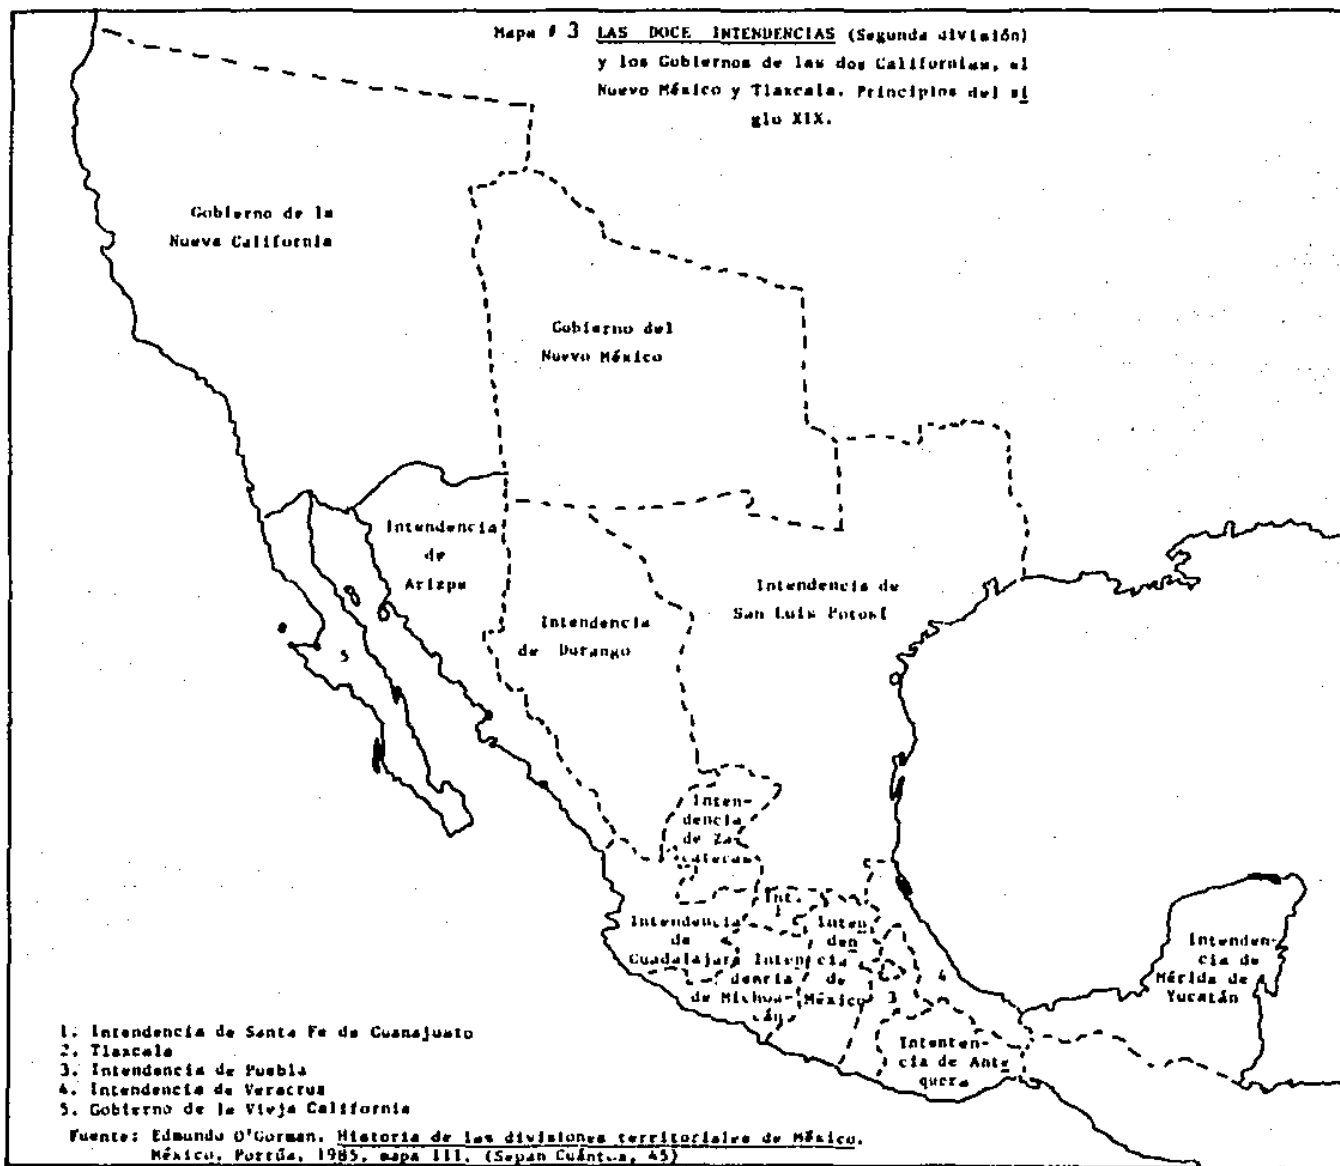 Mapa # 3 LAS DOCE INTENDENCIAS (Segunda división)
y los Gobiernos de las dos Californias, el
Nuevo México y Tlaxcala. Principios del si
glo XIX.
Gobierno de la
Nueva California
Gobierno del
Nuevo México
Intendencia
de
Arizpe
Intendencia de
San Luis Potosí
Intendencia
de Durango
5
Inten-
dencia
de Za-
catecas
Int.
1
Intendencia
de
Guadalajara
Inten
den
cia
de
México
Inten
dencia
de Michoa-
cán
3
4
Intenden-
cia de
Mérida de
Yucatán
Intenten-
cia de Ante
quera
1. Intendencia de Santa Fe de Guanajuato
2. Tlaxcala
3. Intendencia de Puebla
4. Intendencia de Veracruz
5. Gobierno de la Vieja California
Fuente: Edmundo O'Gorman, Historia de las divisiones territoriales de México.
México, Porrúa, 1985, mapa III. (Sepan Cuántos, 45)